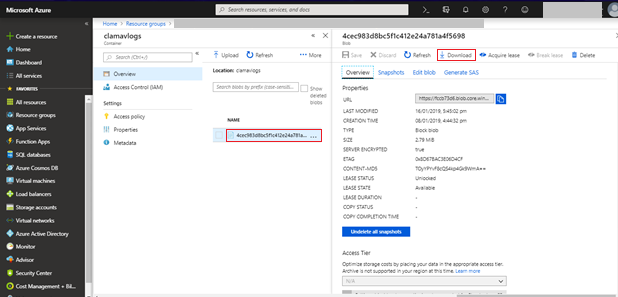 Microsoft Azure
Search resources, services, and docs
Create a resource
Home
Dashboard
All services
FAVORITES
All resources
Resource groups
App Services
Function Apps
SQL databases
Azure Cosmos DB
Virtual machines
Load balancers
Storage accounts
Virtual networks
Azure Active Directory
Monitor
Advisor
Security Center
Cost Management + Bil...
Home > Resource groups >
clamavlogs
Container
Search (Ctrl+/)
Overview
Access Control (IAM)
Settings
Access policy
Properties
Metadata
Upload Refresh ... More
Location: clamavlogs
Search blobs by prefix (case-sensiti...
Show deleted blobs
NAME
4cec983d8bc5f1c412e24a781a... ...
4cec983d8bc5f1c412e24a781a4f5698
Blob
Save Discard Refresh Download Acquire lease Break lease Delete
Overview Snapshots Edit blob Generate SAS
Properties
URL
LAST MODIFIED 16/01/2019, 5:45:02 pm
CREATION TIME 08/01/2019, 4:44:32 pm
TYPE Block blob
SIZE 2.79 MiB
SERVER ENCRYPTED true
ETAG
CONTENT-MD5
LEASE STATUS Unlocked
LEASE STATE Available
LEASE DURATION -
COPY STATUS -
COPY COMPLETION TIME -
Undelete all snapshots
Access Tier
Optimize storage costs by placing your data in the appropriate access tier.
Archive is not supported in your region at this time. Learn more
N/A